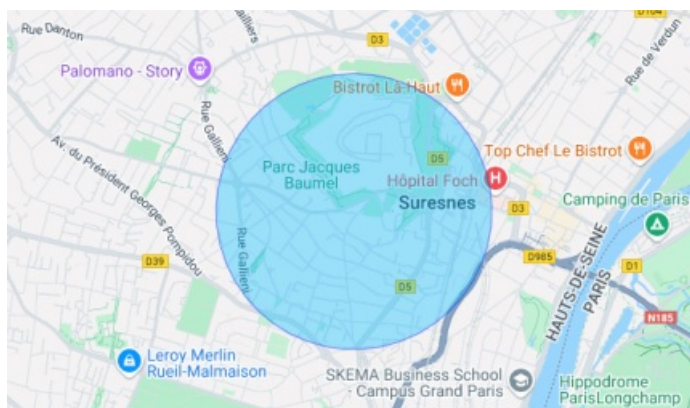 D104
Rue Danton
Galliers
D3
Rue de Verdun
Palomano - Story
Bistrot Là-Haut
Rue Gallieni
Av. du Président Georges Pompidou
Top Chef Le Bistrot
D5
Parc Jacques
Baumel
Hôpital Foch
Suresnes
Camping de Paris
D3
HAUTS-DE-SEINE
PARIS
Rue Gallieni
D39
D985
D1
D5
N185
Leroy Merlin
Rueil-Malmaison
SKEMA Business School
- Campus Grand Paris
Hippodrome
ParisLongchamp